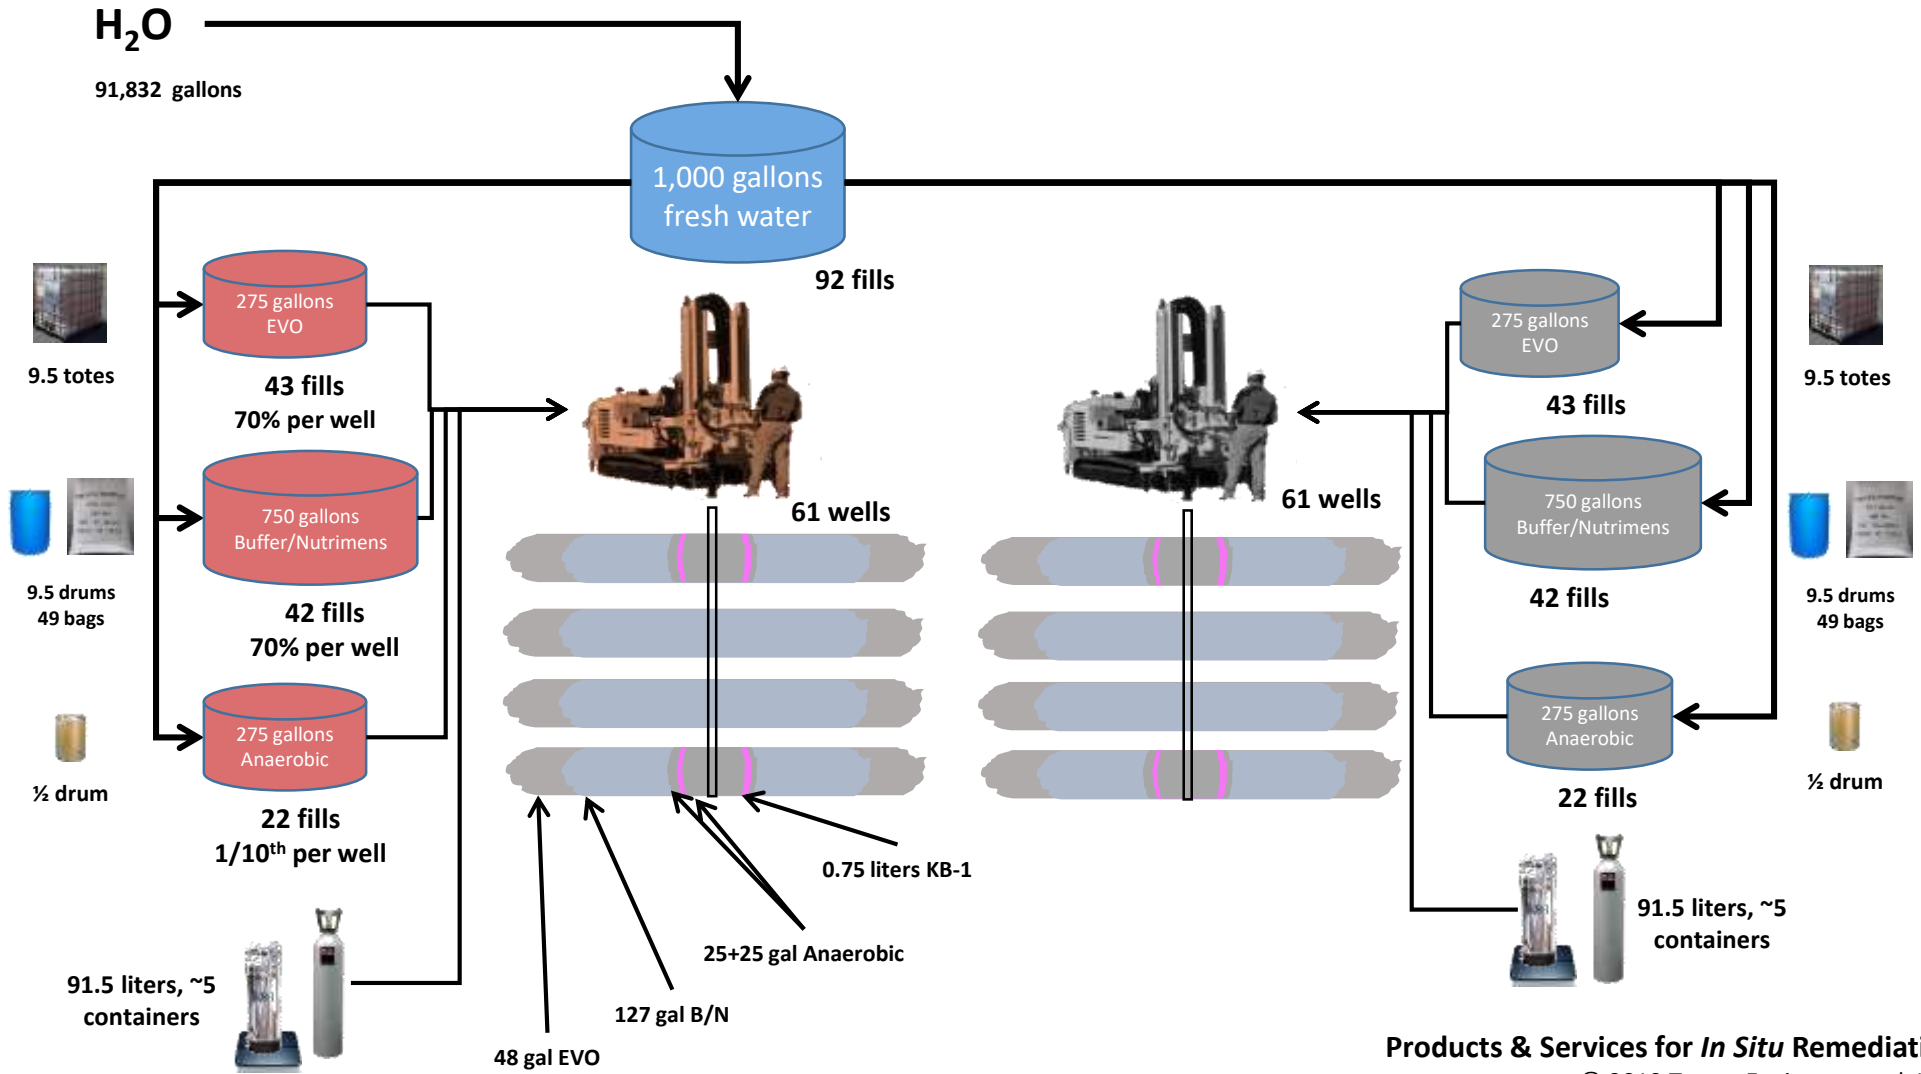 H₂O
91,832 gallons
1,000 gallons
fresh water
92 fills
275 gallons
EVO
43 fills
70% per well
9.5 totes
750 gallons
Buffer/Nutrimens
42 fills
70% per well
9.5 drums
49 bags
275 gallons
Anaerobic
22 fills
1/10th per well
½ drum
91.5 liters, ~5
containers
61 wells
61 wells
0.75 liters KB-1
25+25 gal Anaerobic
127 gal B/N
48 gal EVO
275 gallons
EVO
43 fills
9.5 totes
750 gallons
Buffer/Nutrimens
42 fills
9.5 drums
49 bags
275 gallons
Anaerobic
22 fills
½ drum
91.5 liters, ~5
containers
Products & Services for In Situ Remediati